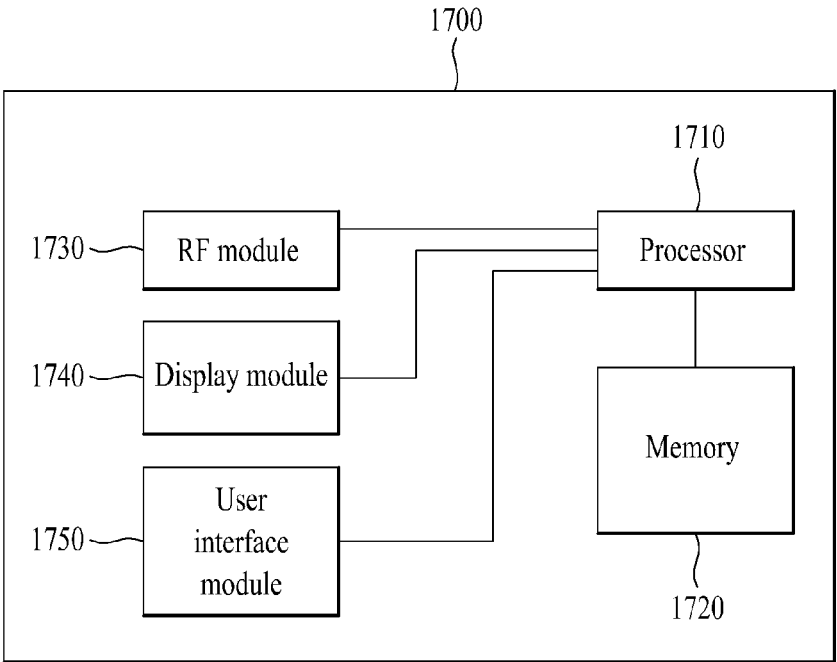 1700
1710
1730
RF module
Processor
1740
Display module
Memory
1750
User
interface
module
1720